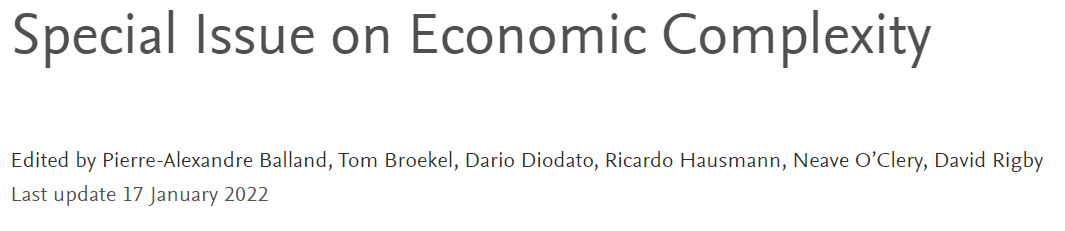 Special Issue on Economic Complexity
Edited by Pierre-Alexandre Balland, Tom Broekel, Dario Diodato, Ricardo Hausmann, Neave O’Clery, David Rigby
Last update 17 January 2022